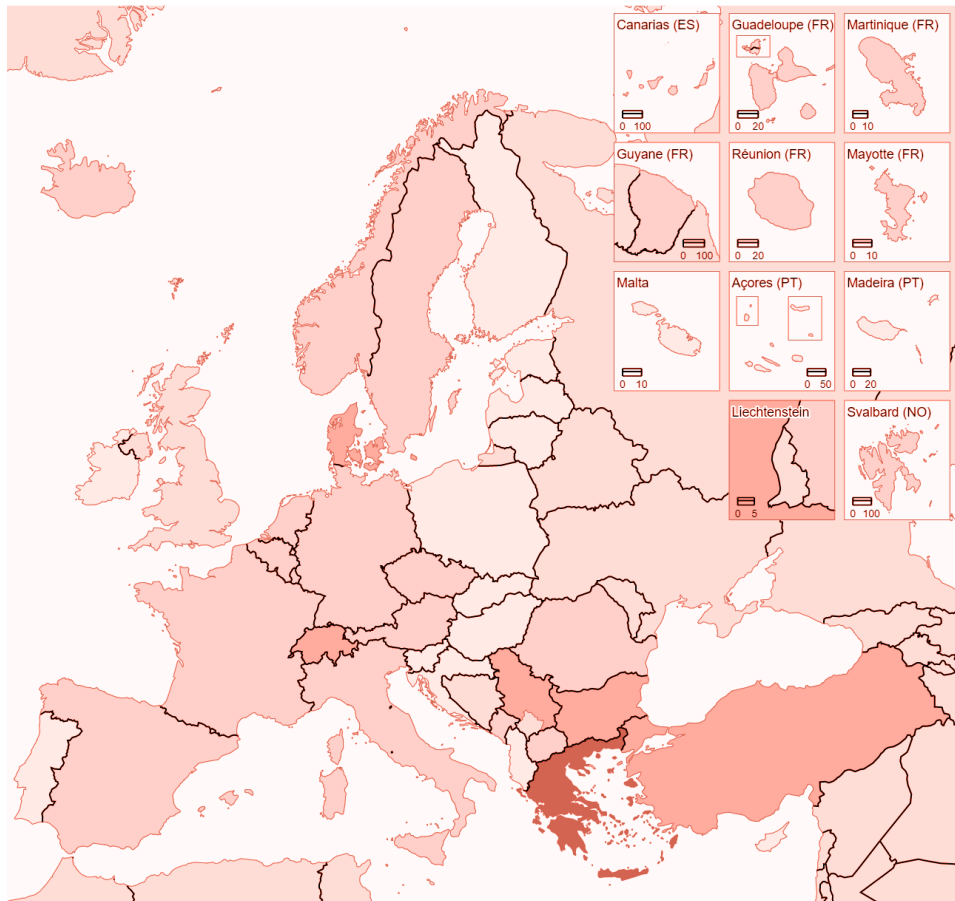 Canarias (ES)
0 100
Guadeloupe (FR)
0 20
Martinique (FR)
0 10
Guyane (FR)
0 100
Réunion (FR)
0 20
Mayotte (FR)
0 10
Malta
0 10
Açores (PT)
0 50
Madeira (PT)
0 20
Liechtenstein
0 5
Svalbard (NO)
0 100